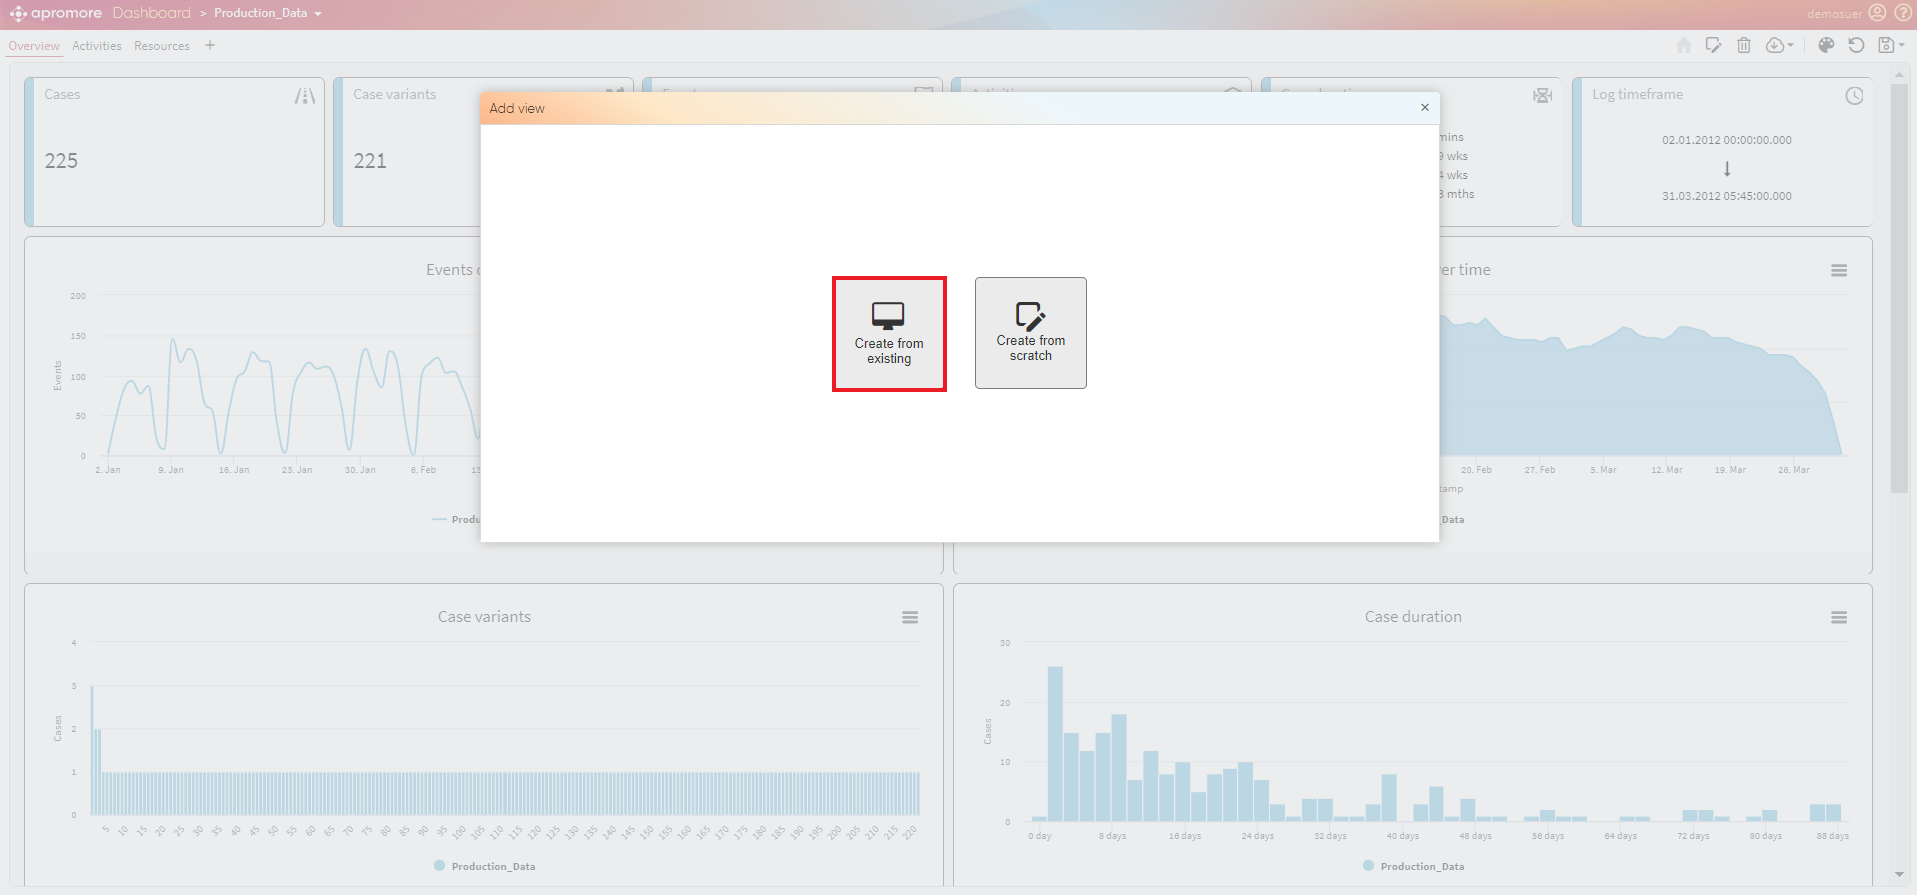 apromore Dashboard > Production_Data
demosuer
Overview Activities Resources +
Cases
225
Case variants
221
mins
wks
wks
mths
Log timeframe
02.01.2012 00:00:00.000
31.03.2012 05:45:00.000
Add view
×
Create from
existing
Create from
scratch
Events
200
150
100
50
0
Events
2. Jan
9. Jan
16. Jan
23. Jan
30. Jan
6. Feb
Produ
er time
20. Feb
27. Feb
5. Mar
12. Mar
19. Mar
26. Mar
tamp
_Data
Case variants
4
3
2
1
0
Cases
5 10 15 20 25 30 35 40 45 50 55 60 65 70 75 80 85 90 95 100 105 110 115 120 125 130 135 140 145 150 155 160 165 170 175 180 185 190 195 200 205 210 215 220
Production_Data
Case duration
30
20
10
0
Cases
0 day
8 days
16 days
24 days
32 days
40 days
48 days
56 days
64 days
72 days
80 days
88 days
Production_Data